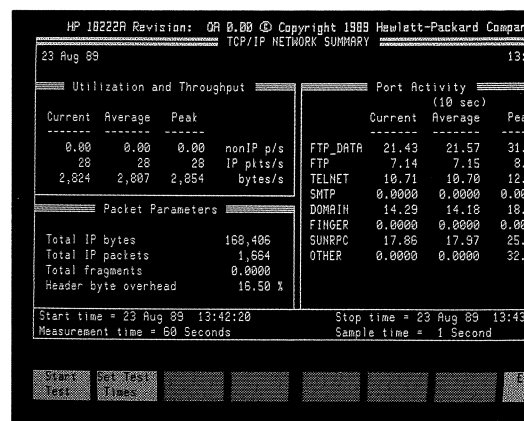 HP 18222A Revision: QA 0.00 © Copyright 1989 Hewlett-Packard Compan
TCP/IP NETWORK SUMMARY
23 Aug 89 13:
Utilization and Throughput
Current Average Peak
------- ------- -------
0.00 0.00 0.00 nonIP p/s
28 28 28 IP pkts/s
2,824 2,807 2,854 bytes/s
Packet Parameters
Total IP bytes 168,406
Total IP packets 1,664
Total fragments 0.0000
Header byte overhead 16.50 %
Port Activity
(10 sec)
Current Average Pea
------- ------- ---
FTP_DATA 21.43 21.57 31.
FTP 7.14 7.15 8.
TELNET 10.71 10.70 12.
SMTP 0.0000 0.0000 0.
DOMAIN 14.29 14.18 18.
FINGER 0.0000 0.0000 0.00
SUNRPC 17.86 17.97 25.
OTHER 0.0000 0.0000 32.
Start time = 23 Aug 89 13:42:20 Stop time = 23 Aug 89 13:43
Measurement time = 60 Seconds Sample time = 1 Second
Start Test
Set Test Times
E